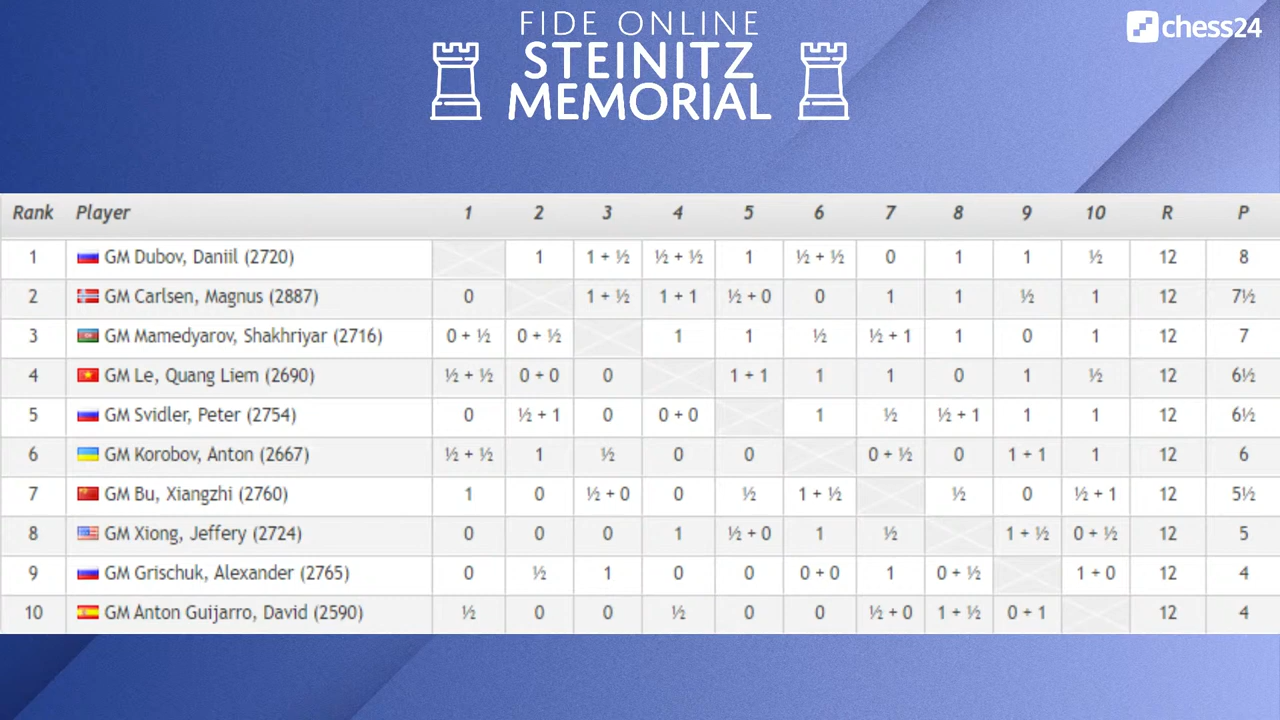 FIDE ONLINE
STEINITZ
MEMORIAL
chess24
Rank Player 1 2 3 4 5 6 7 8 9 10 R P
1 GM Dubov, Daniil (2720) 1 1 + ½ ½ + ½ 1 ½ + ½ 0 1 1 ½ 12 8
2 GM Carlsen, Magnus (2887) 0 1 + ½ 1 + 1 ½ + 0 0 1 1 ½ 1 12 7½
3 GM Mamedyarov, Shakhriyar (2716) 0 + ½ 0 + ½ 1 1 ½ ½ + 1 1 0 1 12 7
4 GM Le, Quang Liem (2690) ½ + ½ 0 + 0 0 1 + 1 1 1 0 1 ½ 12 6½
5 GM Svidler, Peter (2754) 0 ½ + 1 0 0 + 0 1 ½ ½ + 1 1 1 12 6½
6 GM Korobov, Anton (2667) ½ + ½ 1 ½ 0 0 0 + ½ 0 1 + 1 1 12 6
7 GM Bu, Xiangzhi (2760) 1 0 ½ + 0 0 ½ 1 + ½ ½ 0 ½ + 1 12 5½
8 GM Xiong, Jeffery (2724) 0 0 0 1 ½ + 0 1 ½ 1 + ½ 0 + ½ 12 5
9 GM Grischuk, Alexander (2765) 0 ½ 1 0 0 0 + 0 1 0 + ½ 1 + 0 12 4
10 GM Anton Guijarro, David (2590) ½ 0 0 ½ 0 0 ½ + 0 1 + ½ 0 + 1 12 4